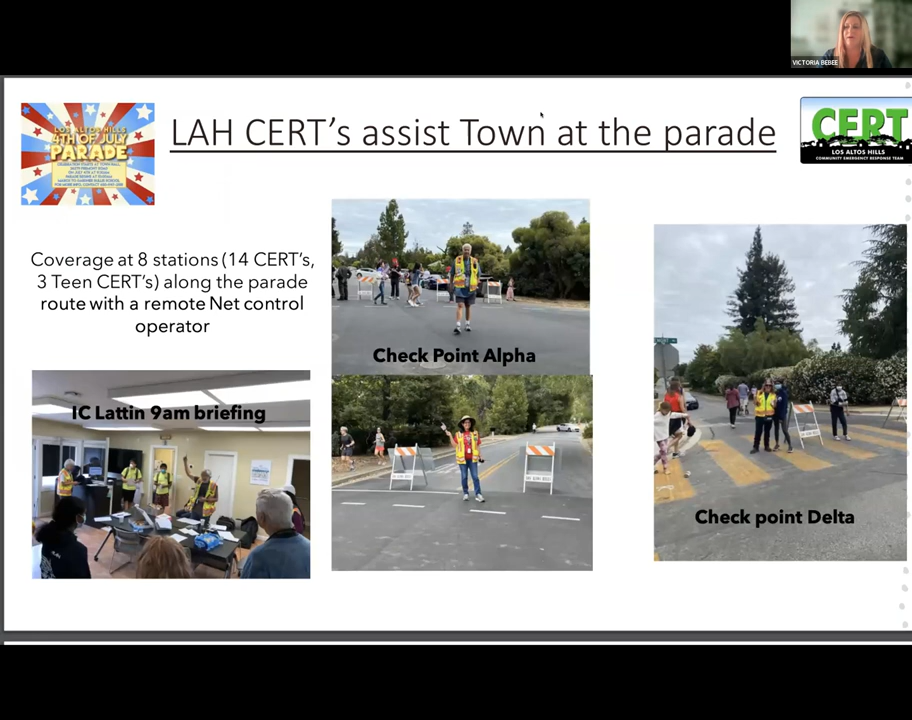 VICTORIA BEBEE
LOS ALTOS HILLS
4TH OF JULY
PARADE
LAH CERT's assist Town at the parade
CERT
LOS ALTOS HILLS
COMMUNITY EMERGENCY RESPONSE TEAM
Coverage at 8 stations (14 CERT's,
3 Teen CERT's) along the parade
route with a remote Net control
operator
Check Point Alpha
IC Lattin 9am briefing
Check point Delta